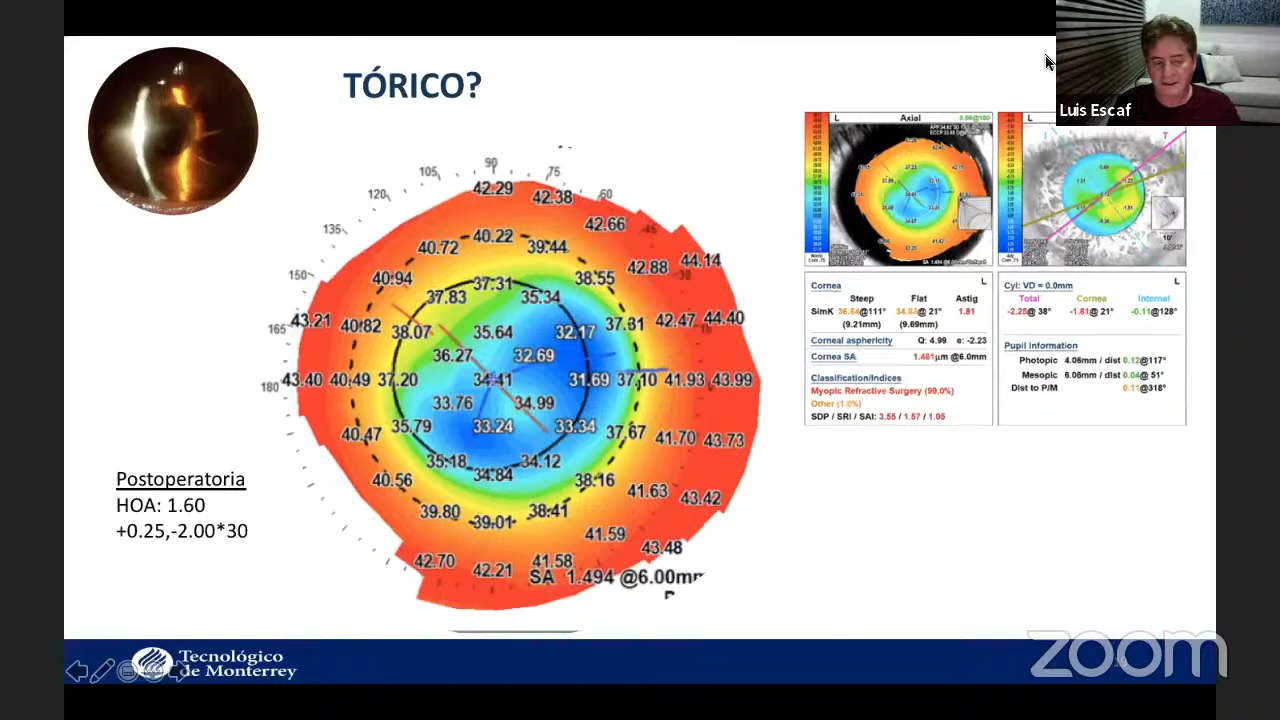 TÓRICO?
Luis Escaf
90
105
75
120
60
135
45
150
30
165
15
180
42.29
42.38
42.66
40.22
40.72
39.44
42.88
44.14
40.94
38.55
37.31
37.83
35.34
43.21
40.82
38.07
35.64
32.17
37.81
42.47
44.40
36.27
32.69
43.40
40.49
37.20
34.41
31.69
37.10
41.93
43.99
33.76
34.99
35.79
33.24
33.34
37.67
41.70
43.73
40.47
35.18
34.84
34.12
38.16
40.56
41.63
43.42
39.80
39.01
38.41
41.59
43.48
42.70
42.21
41.58
SA 1.494 @6.00mm
Postoperatoria
HOA: 1.60
+0.25,-2.00*30
L
Axial
L
T
Cornea
L
Steep Flat Astig
SimK 36.64@111° 34.83@ 21° 1.81
(9.21mm) (9.69mm)
Corneal asphericity Q: 4.99 e: -2.23
Cornea SA 1.461µm @6.0mm
Classification/Indices
Myopic Refractive Surgery (99.0%)
Other (1.0%)
SDP / SRI / SAI: 3.55 / 1.57 / 1.05
Cyl: VD = 0.0mm
L
Total Cornea Internal
-2.25@ 38° -1.81@ 21° -0.11@128°
Pupil Information
Photopic 4.06mm / dist 0.12@117°
Mesopic 6.06mm / dist 0.04@ 51°
Dist to P/M 0.11@318°
Tecnológico
de Monterrey
zoom